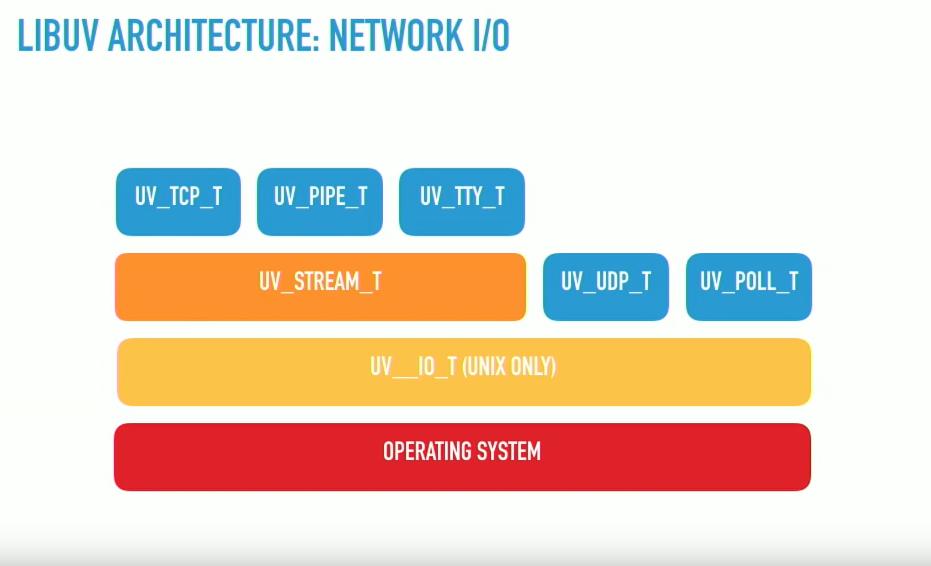 LIBUV ARCHITECTURE: NETWORK I/O
UV_TCP_T
UV_PIPE_T
UV_TTY_T
UV_STREAM_T
UV_UDP_T
UV_POLL_T
UV__IO_T (UNIX ONLY)
OPERATING SYSTEM